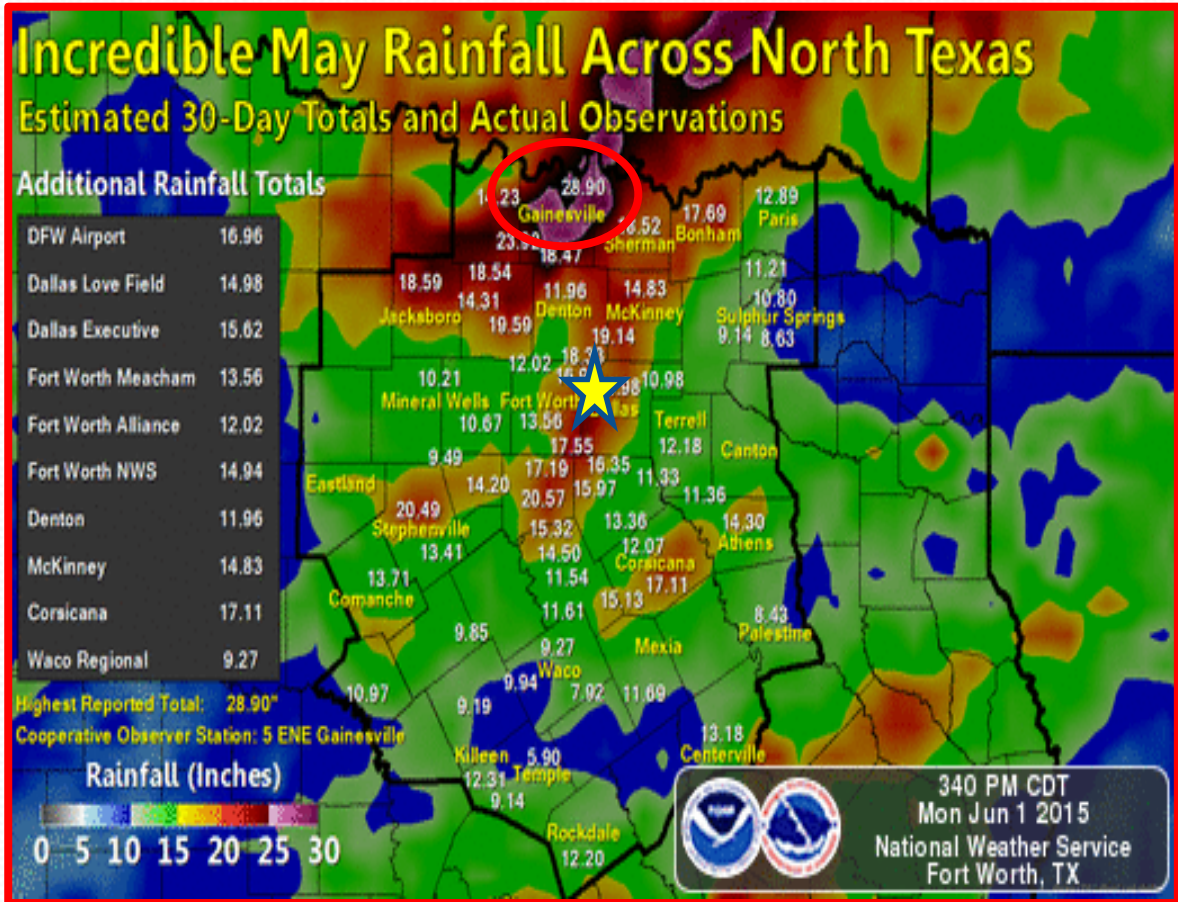 Incredible May Rainfall Across North Texas
Estimated 30-Day Totals and Actual Observations
Additional Rainfall Totals
DFW Airport 16.96
Dallas Love Field 14.98
Dallas Executive 15.62
Fort Worth Meacham 13.56
Fort Worth Alliance 12.02
Fort Worth NWS 14.94
Denton 11.96
McKinney 14.83
Corsicana 17.11
Waco Regional 9.27
Highest Reported Total: 28.90"
Cooperative Observer Station: 5 ENE Gainesville
Rainfall (Inches)
0 5 10 15 20 25 30
28.90
Gainesville
12.89
Paris
17.69
Bonham
Sherman
18.47
11.21
18.59
18.54
11.96
14.83
10.80
Jacksboro
14.31
Denton
McKinney
Sulphur Springs
19.59
19.14
9.14 8.63
12.02
10.21
10.98
Mineral Wells
Fort Worth
10.67
13.56
Terrell
12.18
Canton
17.55
9.49
17.19
16.35
11.33
Eastland
14.20
15.97
11.36
20.49
20.57
Stephenville
15.32
13.36
14.30
Athens
13.41
14.50
12.07
Corsicana
13.71
11.54
17.11
Comanche
11.61
15.13
8.43
Palestine
9.85
9.27
Waco
Mexia
10.97
9.94
7.92
11.69
9.19
13.18
Centerville
Killeen
5.90
Temple
12.31
9.14
Rockdale
12.20
340 PM CDT
Mon Jun 1 2015
National Weather Service
Fort Worth, TX